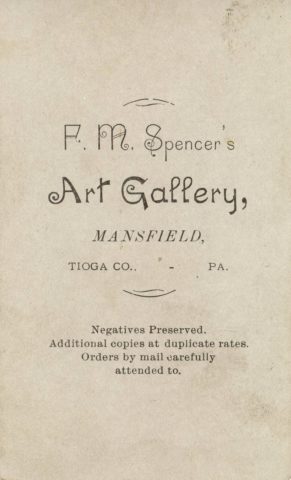 F. M. Spencer's
Art Gallery,
MANSFIELD,
TIOGA CO.. - PA.
Negatives Preserved.
Additional copies at duplicate rates.
Orders by mail carefully
attended to.